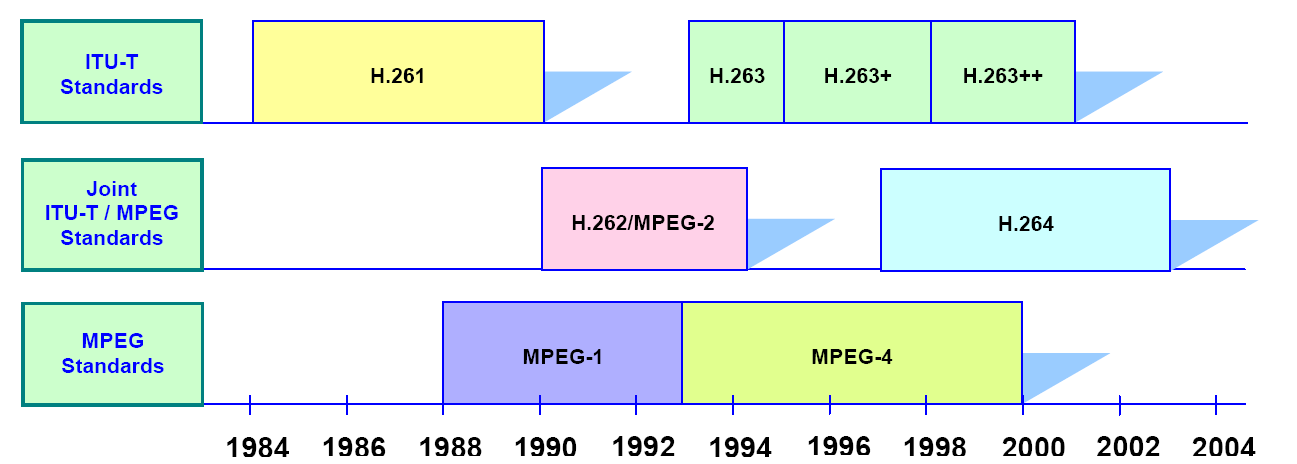 ITU-T
Standards
H.261
H.263
H.263+
H.263++
Joint
ITU-T / MPEG
Standards
H.262/MPEG-2
H.264
MPEG
Standards
MPEG-1
MPEG-4
1984 1986 1988 1990 1992 1994 1996 1998 2000 2002 2004